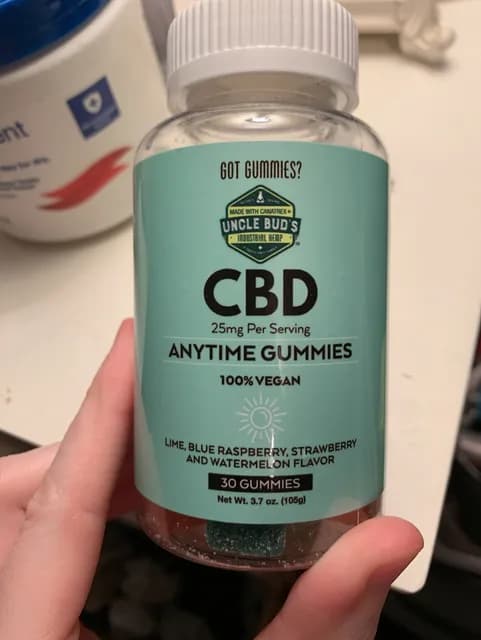 GOT GUMMIES?
MADE WITH CANATREX
UNCLE BUD'S
INDUSTRIAL HEMP
CBD
25mg Per Serving
ANYTIME GUMMIES
100% VEGAN
LIME, BLUE RASPBERRY, STRAWBERRY
AND WATERMELON FLAVOR
30 GUMMIES
Net Wt. 3.7 oz. (105g)